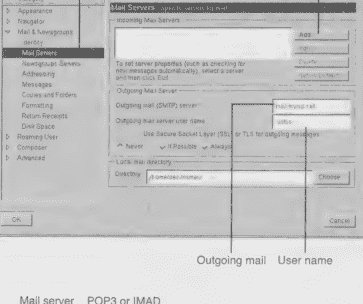 Appearance
Navigator
Mail & Newsgroups
Identity
Mail Servers
Newsgroups Servers
Addressing
Messages
Copies and Folders
Formatting
Return Receipts
Disk Space
Roaming User
Composer
Advanced
Mail Servers
Incoming Mail Servers
Add
To set server properties (such as checking for
new messages automatically), select a server
and then click Edit.
Outgoing Mail Server
Outgoing mail (SMTP) server
Outgoing mail server user name
Use Secure Socket Layer (SSL) or TLS for outgoing messages
Never If Possible Always
Local mail directory
Directory
Choose
OK
Cancel
Outgoing mail User name
Mail server POP3 or IMAD